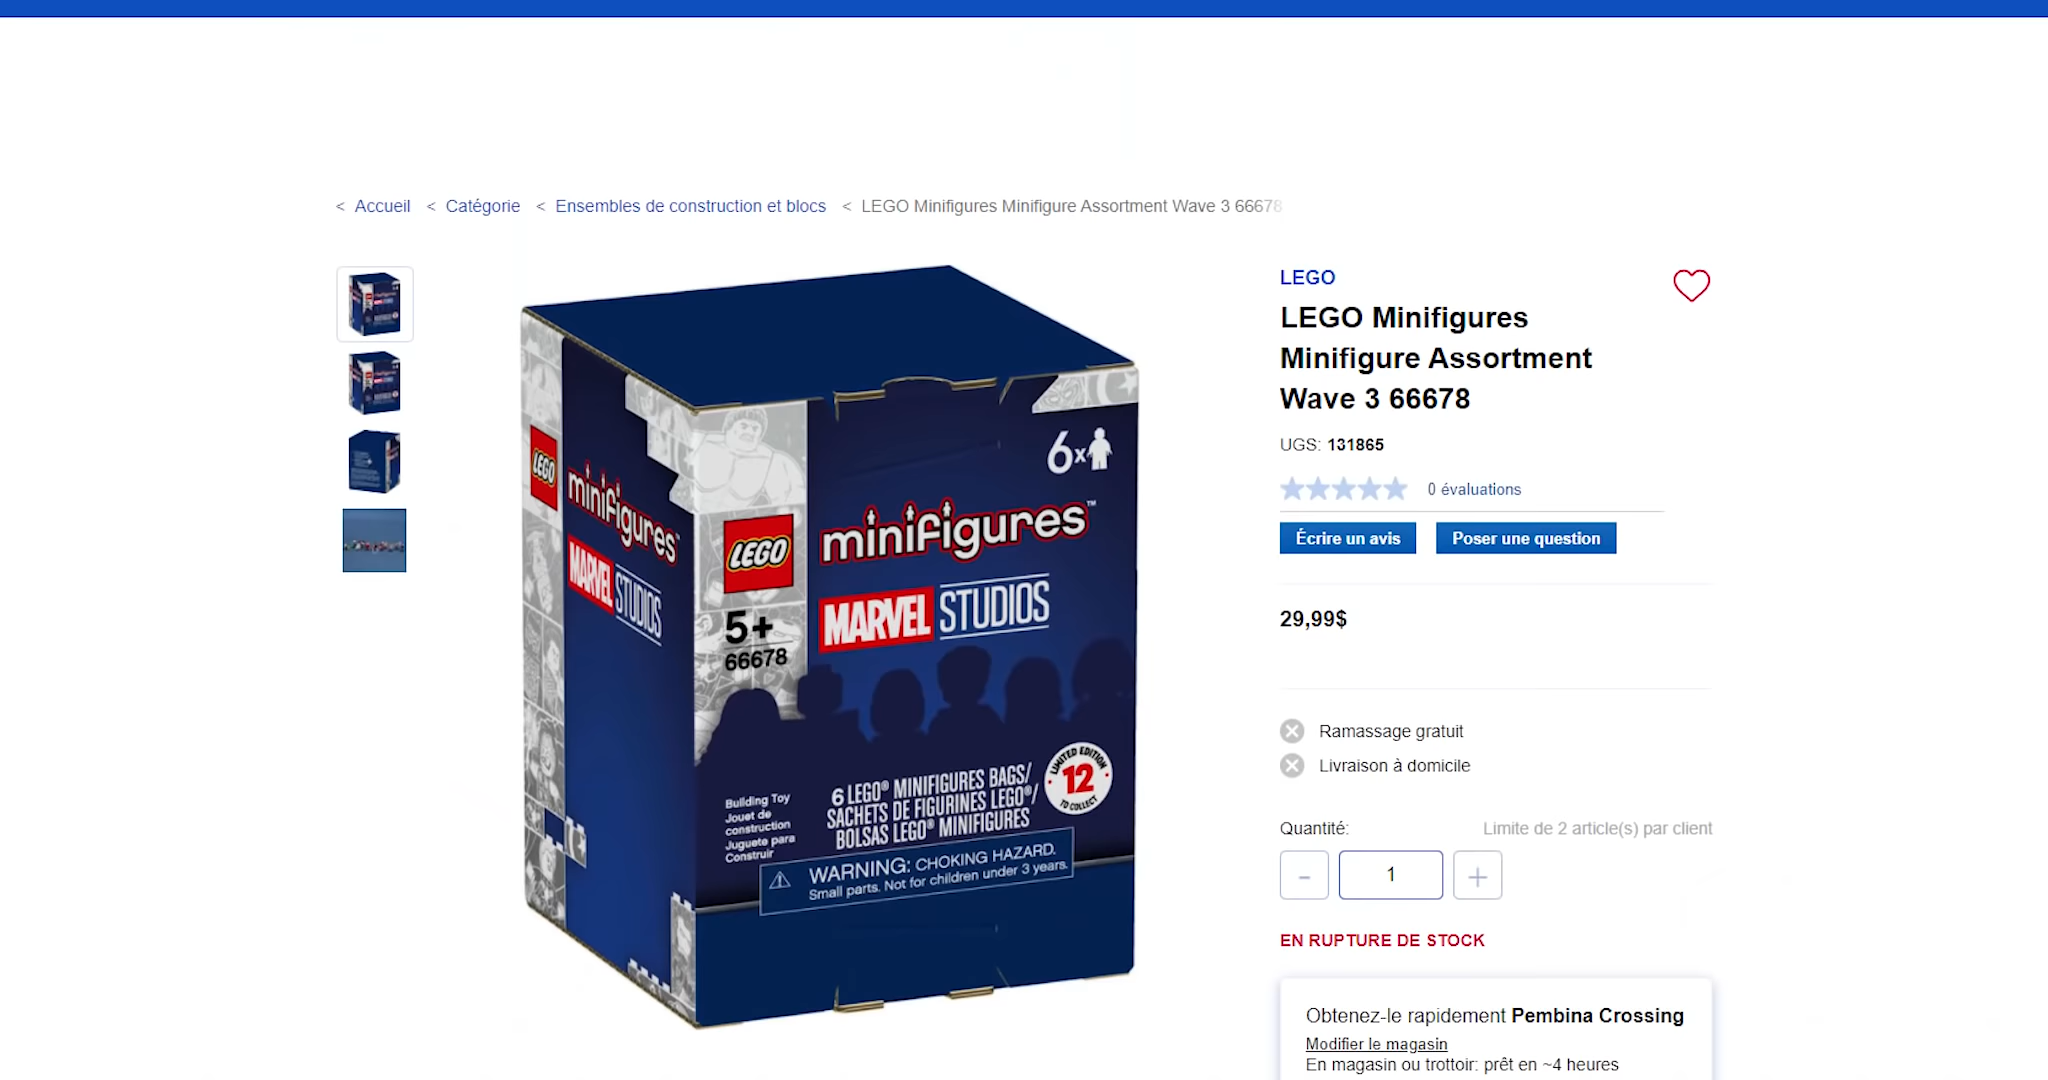 < Accueil < Catégorie < Ensembles de construction et blocs < LEGO Minifigures Minifigure Assortment Wave 3 66678
LEGO
LEGO Minifigures
Minifigure Assortment
Wave 3 66678
UGS: 131865
0 évaluations
Écrire un avis
Poser une question
29,99$
Ramassage gratuit
Livraison à domicile
Quantité:
Limite de 2 article(s) par client
- 1 +
EN RUPTURE DE STOCK
Obtenez-le rapidement Pembina Crossing
Modifier le magasin
En magasin ou trottoir: prêt en ~4 heures
LEGO
minifigures
MARVEL STUDIOS
6x
LEGO
minifigures™
MARVEL STUDIOS
5+
66678
LIMITED EDITION
12
TO COLLECT
6 LEGO® MINIFIGURES BAGS/
SACHETS DE FIGURINES LEGO®/
BOLSAS LEGO® MINIFIGURES
Building Toy
Jouet de
construction
Juguete para
Construir
WARNING: CHOKING HAZARD.
Small parts. Not for children under 3 years.